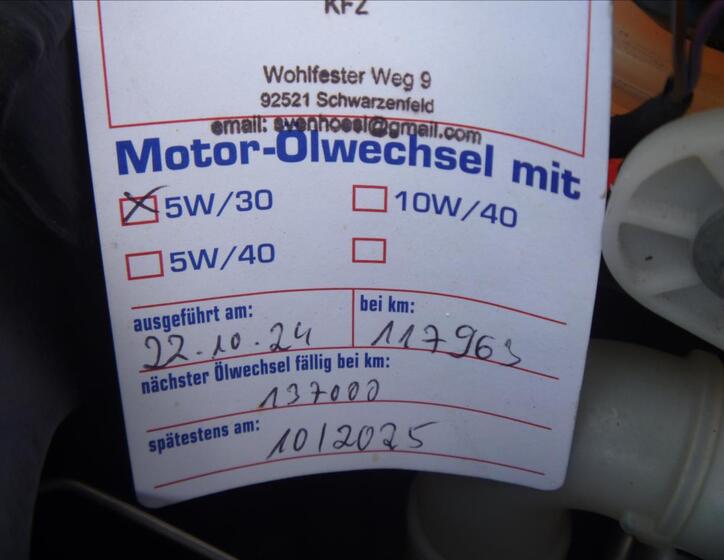 KFZ
Wohlfester Weg 9
92521 Schwarzenfeld
email: svenhoesl@gmail.com
Motor-Ölwechsel mit
5W/30 10W/40
5W/40
ausgeführt am: bei km:
22.10.24 117963
nächster Ölwechsel fällig bei km:
137000
spätestens am:
10/2025